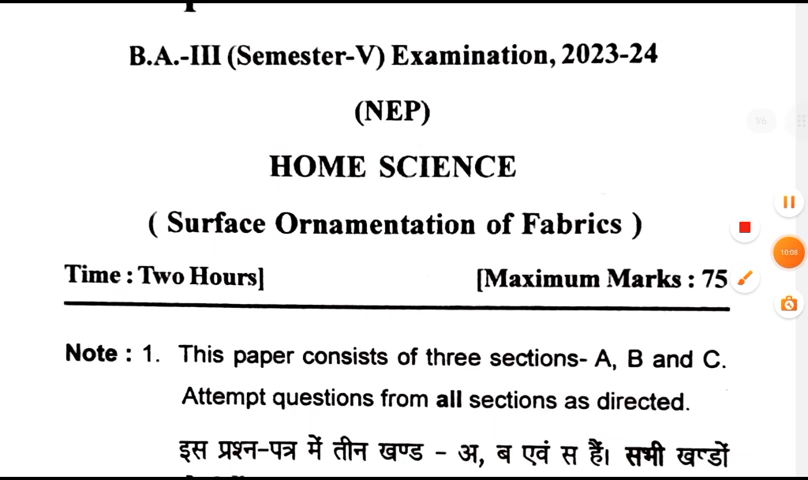 B.A.-III (Semester-V) Examination, 2023-24
(NEP)
HOME SCIENCE
( Surface Ornamentation of Fabrics )
Time : Two Hours]
[Maximum Marks : 75
Note : 1. This paper consists of three sections- A, B and C.
Attempt questions from all sections as directed.
इस प्रश्न-पत्र में तीन खण्ड - अ, ब एवं स हैं। सभी खण्डों
10:08